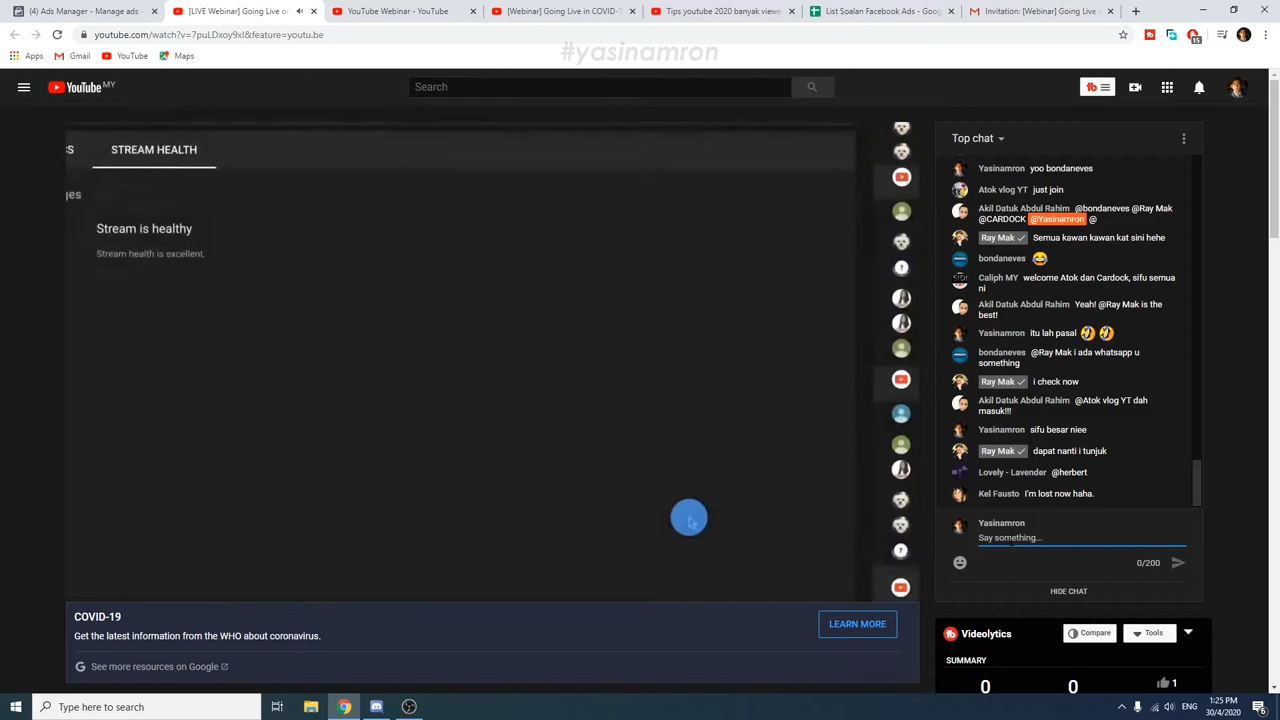 (4) Ads Manager - Manage ads -
[LIVE Webinar] Going Live on
YouTube Webinar - YouTube
[Webinar] Going Live in COVID-
Tips youtube 2020 banyak views
List Soalan Facebook Ads - Goog
Invitation: [Webinar] Going Live
youtube.com/watch?v=7puLDxoy9xI&feature=youtu.be
15
Apps
Gmail
YouTube
Maps
#yasinamron
YouTube MY
Search
STREAM HEALTH
Stream is healthy
Stream health is excellent.
Top chat
Yasinamron yoo bondaneves
Atok vlog YT just join
Akil Datuk Abdul Rahim @bondaneves @Ray Mak
@CARDOCK @Yasinamron @
Ray Mak Semua kawan kawan kat sini hehe
bondaneves 😂
Caliph MY welcome Atok dan Cardock, sifu semua
ni
Akil Datuk Abdul Rahim Yeah! @Ray Mak is the
best!
Yasinamron itu lah pasal 🤣 🤣
bondaneves @Ray Mak i ada whatsapp u
something
Ray Mak i check now
Akil Datuk Abdul Rahim @Atok vlog YT dah
masuk!!!
Yasinamron sifu besar niee
Ray Mak dapat nanti i tunjuk
Lovely - Lavender @herbert
Kel Fausto I'm lost now haha.
Yasinamron
Say something...
0/200
HIDE CHAT
COVID-19
Get the latest information from the WHO about coronavirus.
LEARN MORE
See more resources on Google
Videolytics
Compare
Tools
SUMMARY
0
0
1
Type here to search
ENG
1:25 PM
30/4/2020
6